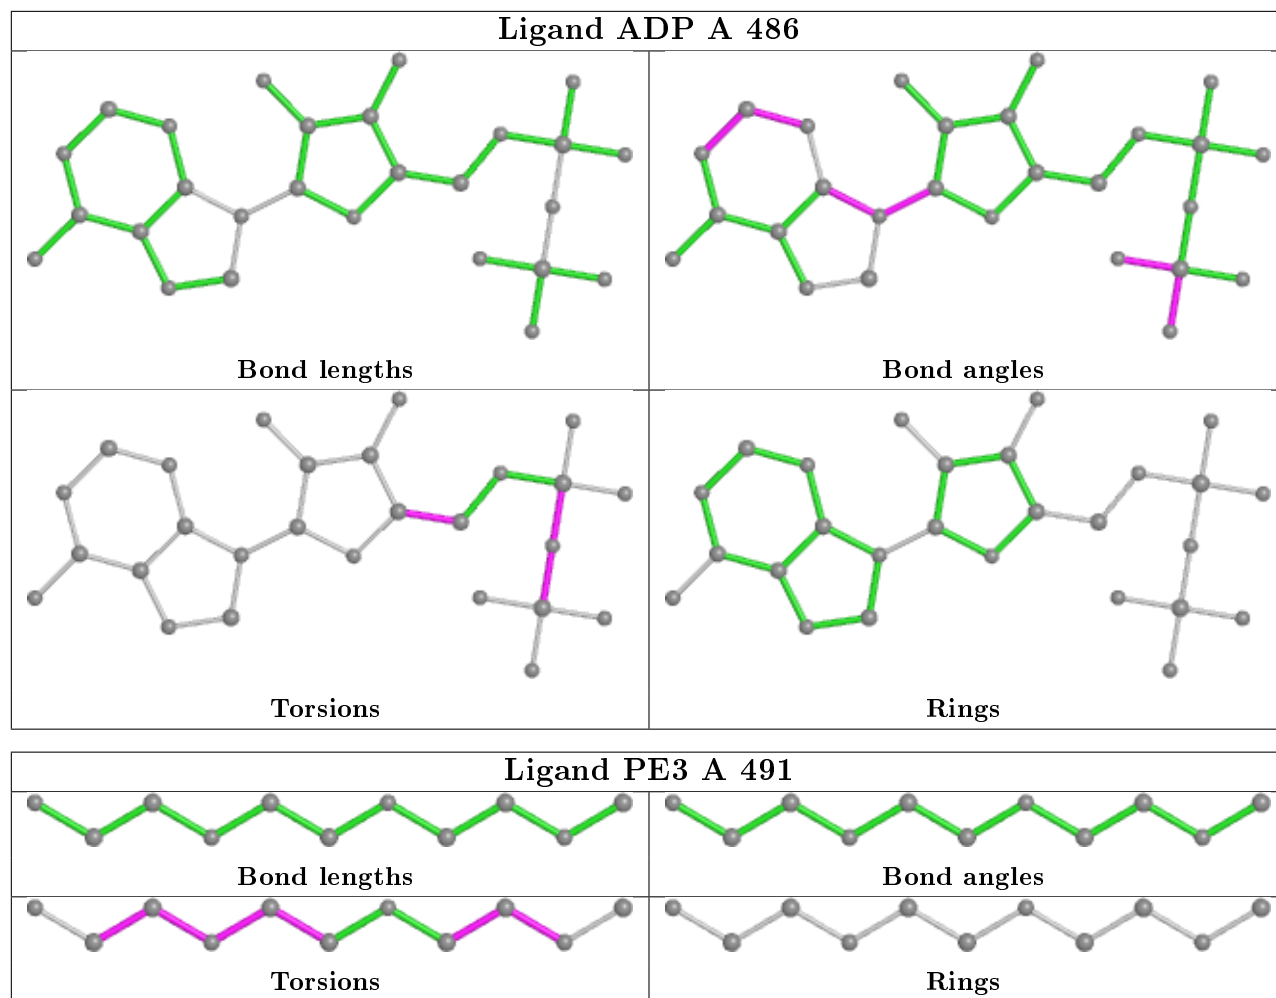 Ligand ADP A 486
Bond lengths
Bond angles
Torsions
Rings
Ligand PE3 A 491
Bond lengths
Bond angles
Torsions
Rings